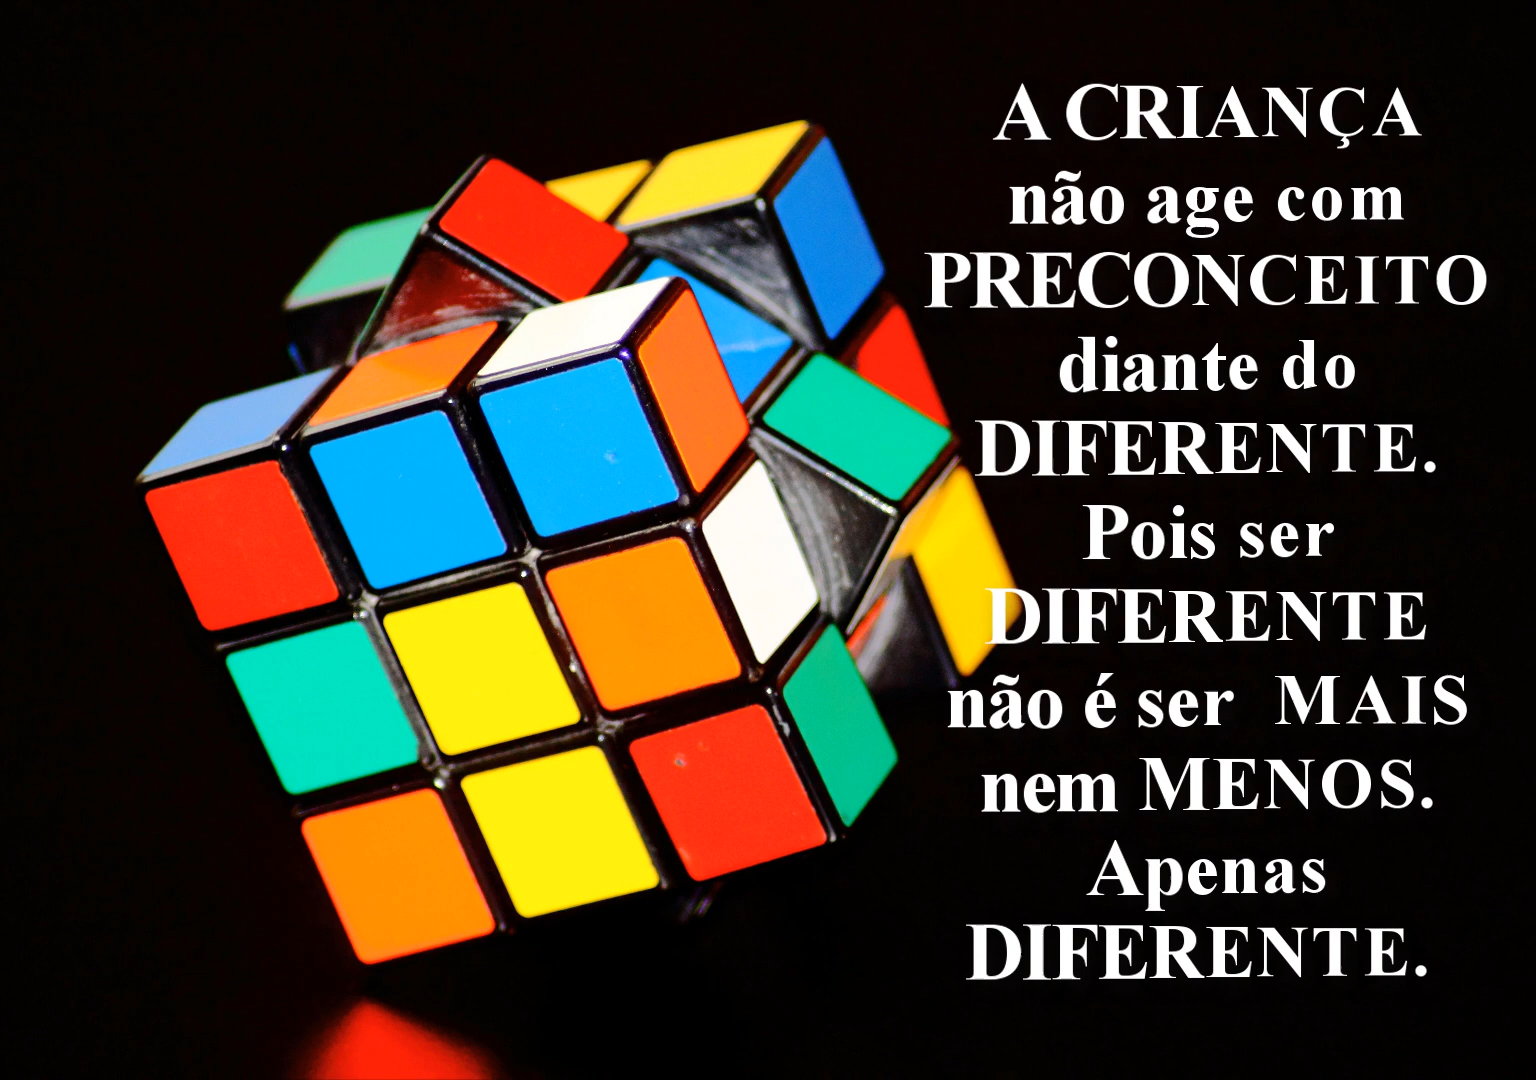 A CRIANÇA
não age com
PRECONCEITO
diante do
DIFERENTE.
Pois ser
DIFERENTE
não é ser MAIS
nem MENOS.
Apenas
DIFERENTE.